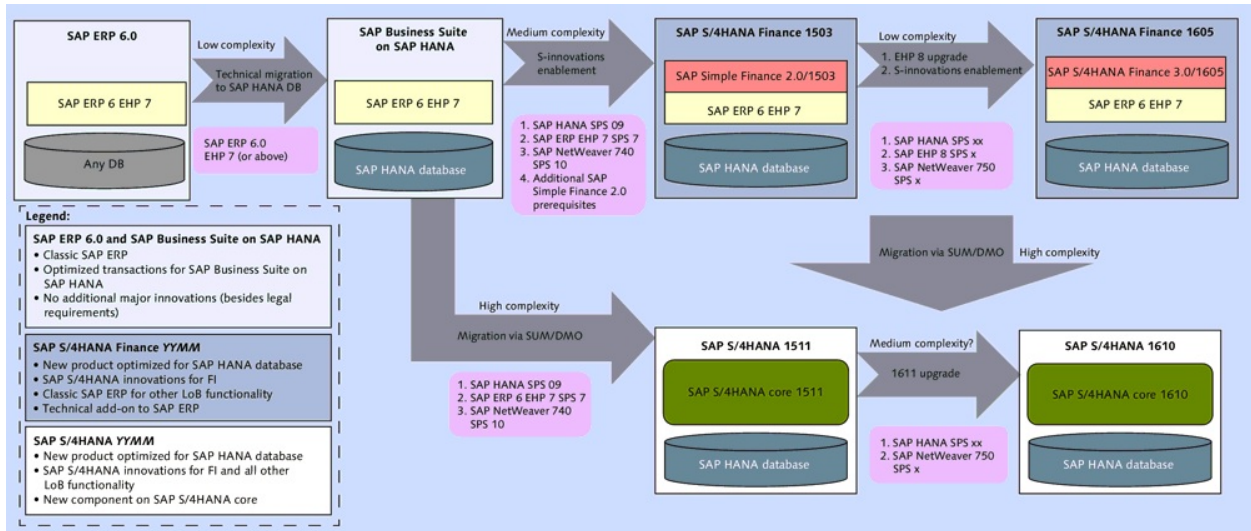 SAP ERP 6.0
SAP ERP 6 EHP 7
Any DB
Low complexity
Technical migration
to SAP HANA DB
SAP ERP 6.0
EHP 7 (or above)
SAP Business Suite
on SAP HANA
SAP ERP 6 EHP 7
SAP HANA database
Medium complexity
S-innovations
enablement
1. SAP HANA SPS 09
2. SAP ERP EHP 7 SPS 7
3. SAP NetWeaver 740
SPS 10
4. Additional SAP
Simple Finance 2.0
prerequisites
SAP S/4HANA Finance 1503
SAP Simple Finance 2.0/1503
SAP ERP 6 EHP 7
SAP HANA database
Low complexity
1. EHP 8 upgrade
2. S-innovations enablement
1. SAP HANA SPS xx
2. SAP EHP 8 SPS x
3. SAP NetWeaver 750
SPS x
SAP S/4HANA Finance 1605
SAP S/4HANA Finance 3.0/1605
SAP ERP 6 EHP 7
SAP HANA database
Legend:
SAP ERP 6.0 and SAP Business Suite on SAP HANA
• Classic SAP ERP
• Optimized transactions for SAP Business Suite on
SAP HANA
• No additional major innovations (besides legal
requirements)
SAP S/4HANA Finance YYMM
• New product optimized for SAP HANA database
• SAP S/4HANA innovations for FI
• Classic SAP ERP for other LoB functionality
• Technical add-on to SAP ERP
SAP S/4HANA YYMM
• New product optimized for SAP HANA database
• SAP S/4HANA innovations for FI and all other
LoB functionality
• New component on SAP S/4HANA core
High complexity
Migration via SUM/DMO
1. SAP HANA SPS 09
2. SAP ERP 6 EHP 7 SPS 7
3. SAP NetWeaver 740
SPS 10
Migration via SUM/DMO
High complexity
SAP S/4HANA 1511
SAP S/4HANA core 1511
SAP HANA database
Medium complexity?
1611 upgrade
1. SAP HANA SPS xx
2. SAP NetWeaver 750
SPS x
SAP S/4HANA 1610
SAP S/4HANA core 1610
SAP HANA database